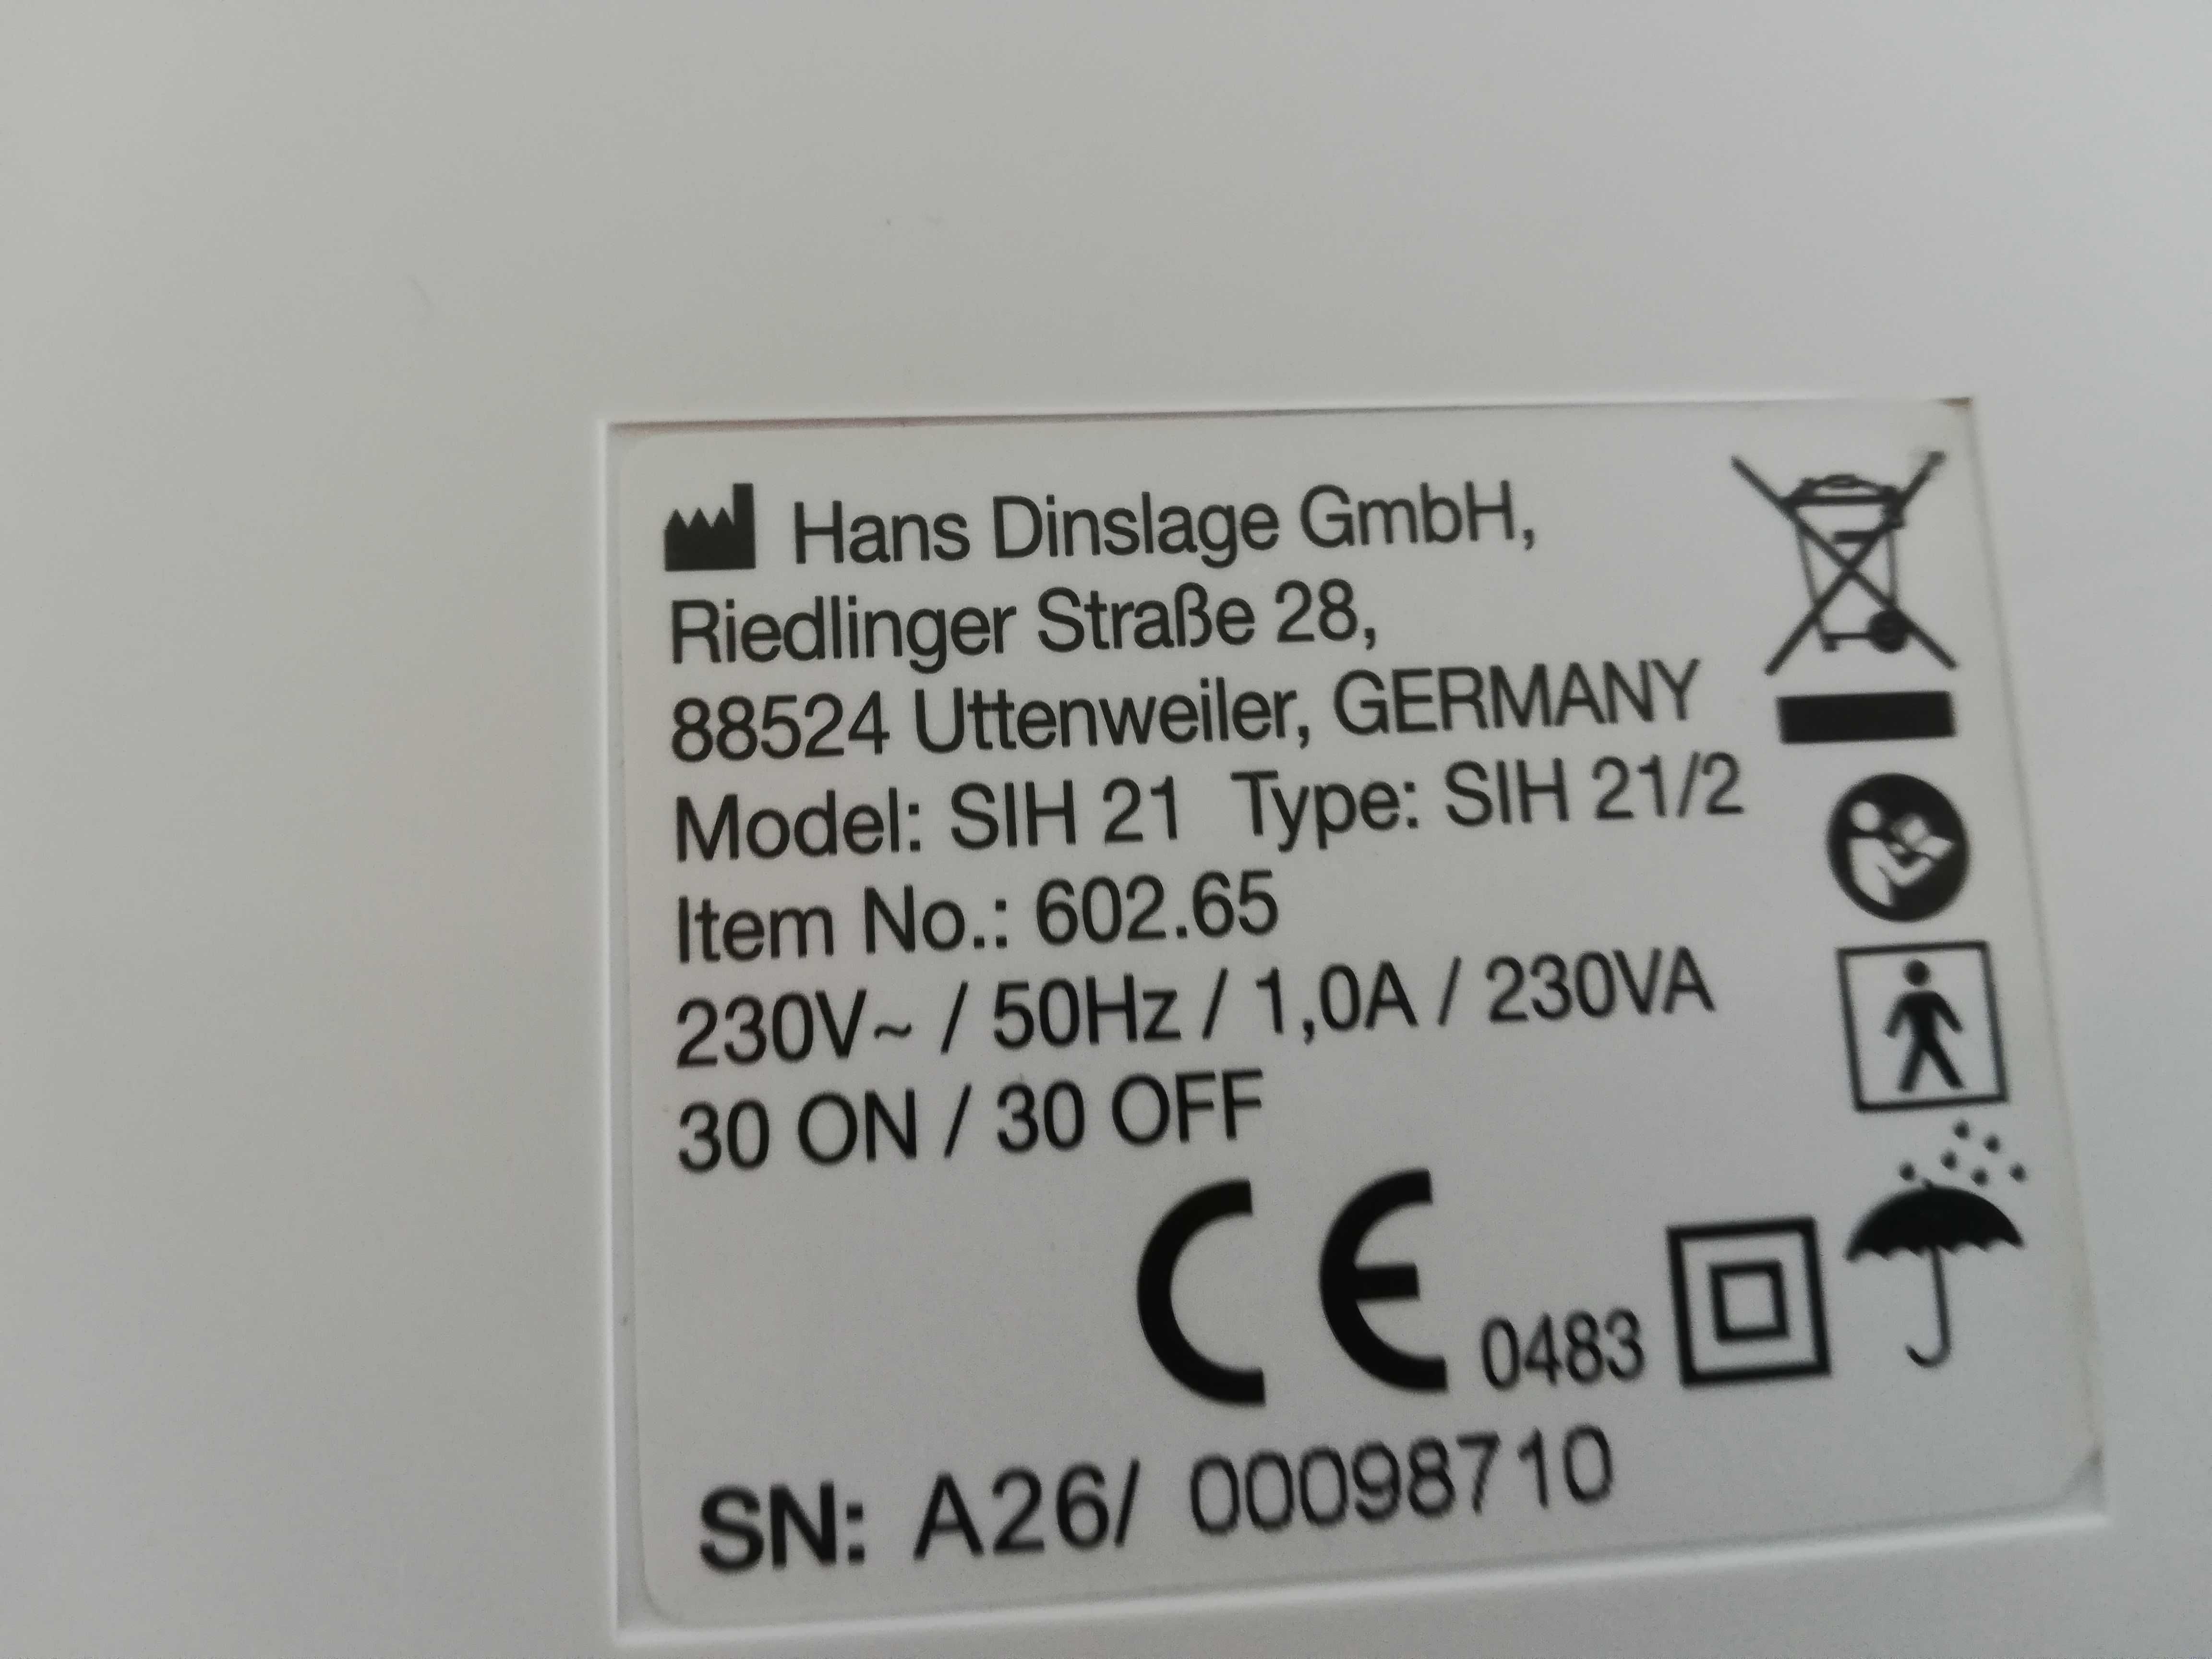 Hans Dinslage GmbH,
Riedlinger Straße 28,
88524 Uttenweiler, GERMANY
Model: SIH 21 Type: SIH 21/2
Item No.: 602.65
230V~ / 50Hz / 1,0A / 230VA
30 ON / 30 OFF
CE 0483
SN: A26/ 00098710